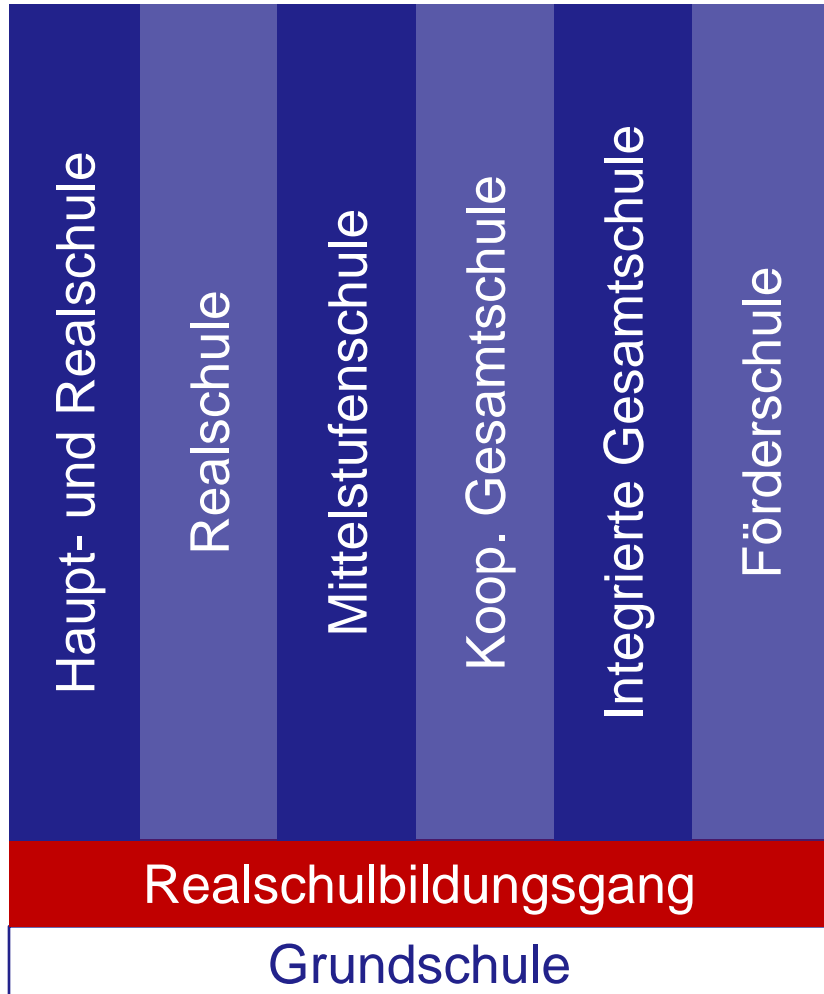 Haupt- und Realschule
Realschule
Mittelstufenschule
Koop. Gesamtschule
Integrierte Gesamtschule
Förderschule
Realschulbildungsgang
Grundschule